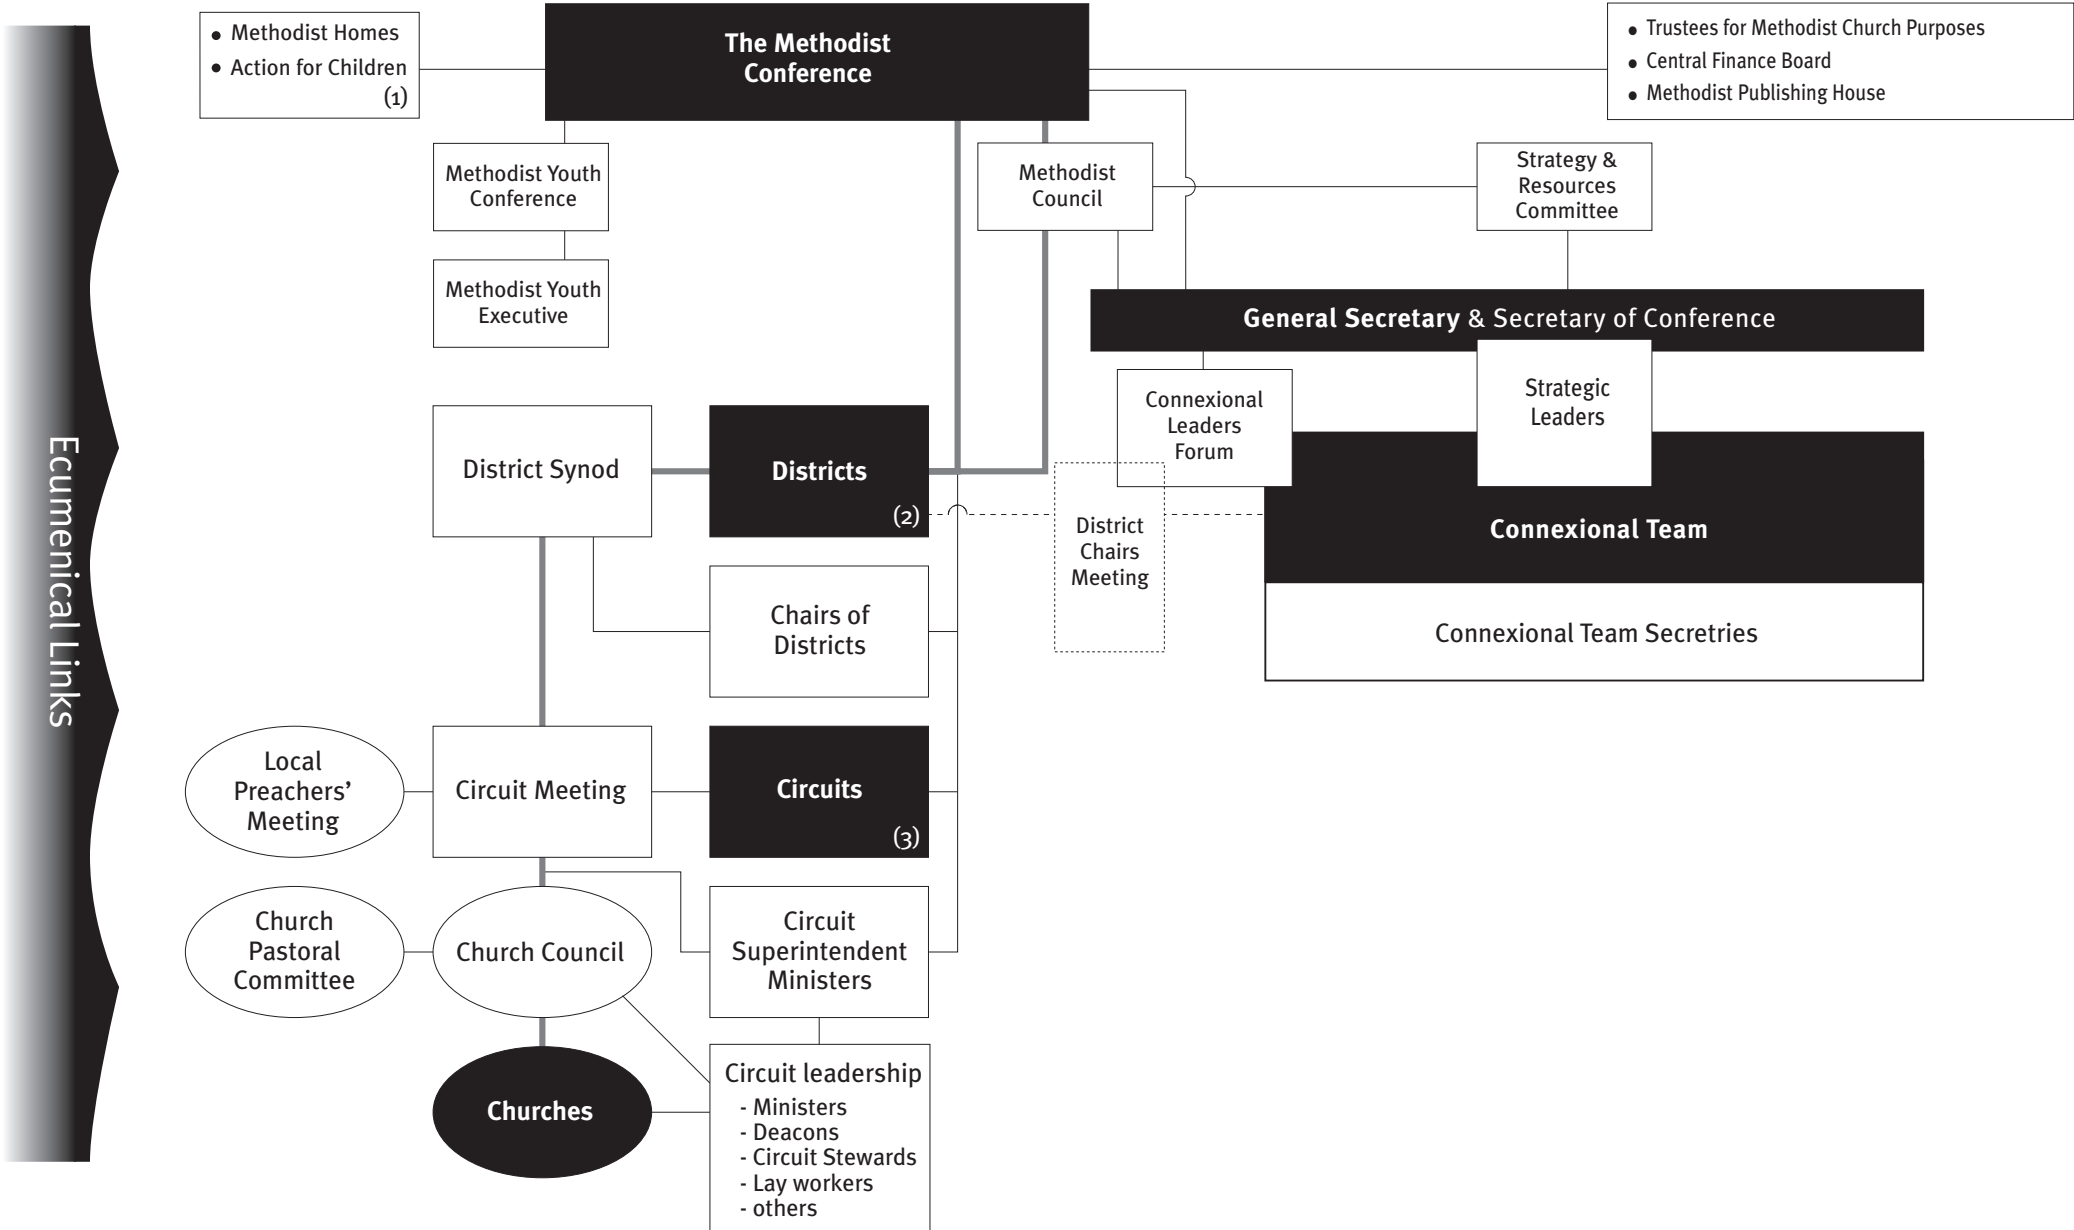 • Methodist Homes
• Action for Children
(1)
The Methodist
Conference
• Trustees for Methodist Church Purposes
• Central Finance Board
• Methodist Publishing House
Methodist Youth
Conference
Methodist
Council
Strategy &
Resources
Committee
Methodist Youth
Executive
General Secretary & Secretary of Conference
Connexional
Leaders
Forum
Strategic
Leaders
Ecumenical Links
District Synod
Districts
(2)
District
Chairs
Meeting
Connexional Team
Connexional Team Secretries
Chairs of
Districts
Local
Preachers’
Meeting
Circuit Meeting
Circuits
(3)
Church
Pastoral
Committee
Church Council
Circuit
Superintendent
Ministers
Churches
Circuit leadership
- Ministers
- Deacons
- Circuit Stewards
- Lay workers
- others